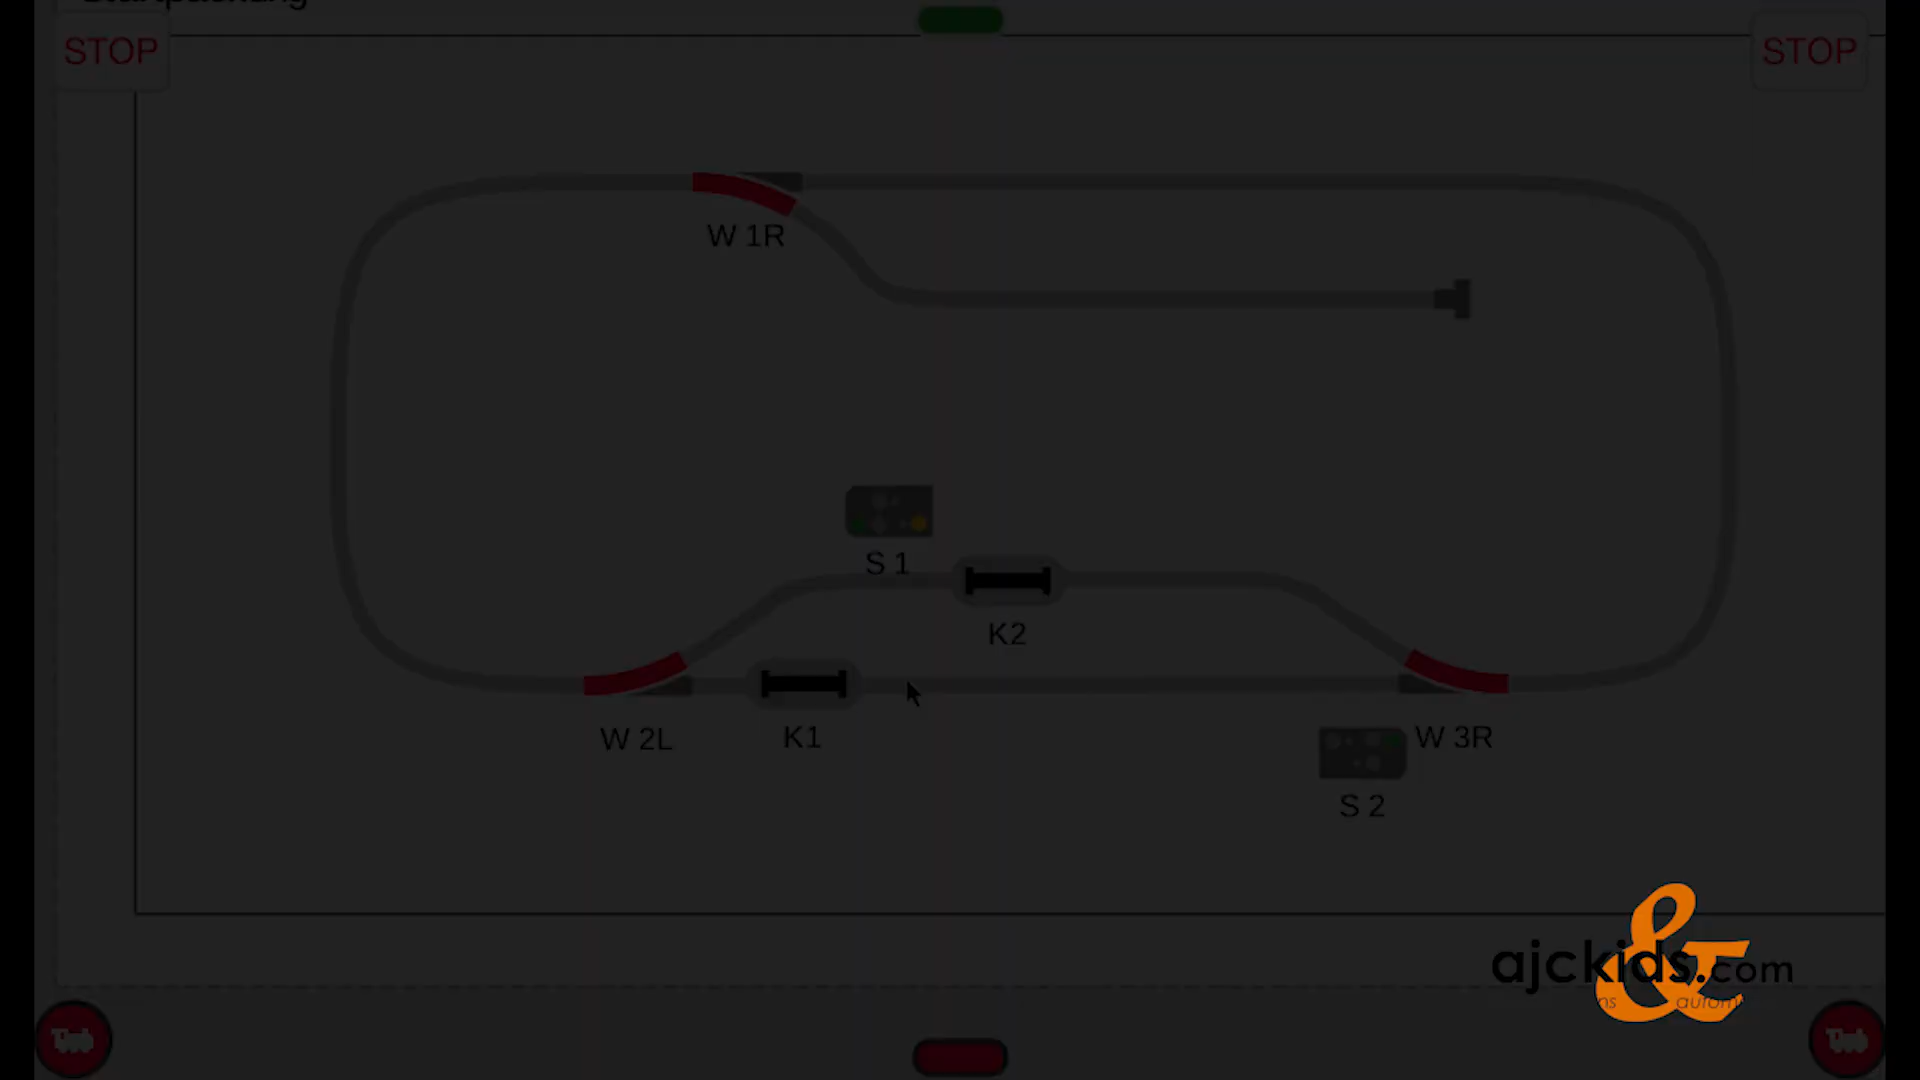 STOP
STOP
W 1R
S 1
K2
W 2L
K1
W 3R
S 2
ajckids.com